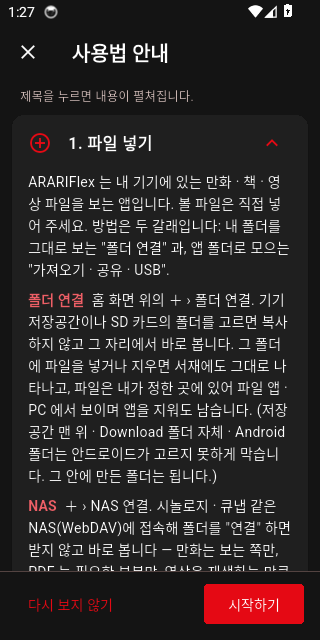 1:27
사용법 안내
제목을 누르면 내용이 펼쳐집니다.
1. 파일 넣기
ARARIFlex 는 내 기기에 있는 만화 · 책 · 영
상 파일을 보는 앱입니다. 볼 파일은 직접 넣
어 주세요. 방법은 두 갈래입니다: 내 폴더를
그대로 보는 "폴더 연결" 과, 앱 폴더로 모으는
"가져오기 · 공유 · USB".
폴더 연결 홈 화면 위의 ＋ › 폴더 연결. 기기
저장공간이나 SD 카드의 폴더를 고르면 복사
하지 않고 그 자리에서 바로 봅니다. 그 폴더
에 파일을 넣거나 지우면 서재에도 그대로 나
타나고, 파일은 내가 정한 곳에 있어 파일 앱 ·
PC 에서 보이며 앱을 지워도 남습니다. (저장
공간 맨 위 · Download 폴더 자체 · Android
폴더는 안드로이드가 고르지 못하게 막습니
다. 그 안에 만든 폴더는 됩니다.)
NAS ＋ › NAS 연결. 시놀로지 · 큐냅 같은
NAS(WebDAV)에 접속해 폴더를 "연결" 하면
받지 않고 바로 봅니다 — 만화는 보는 쪽만,
다시 보지 않기
시작하기